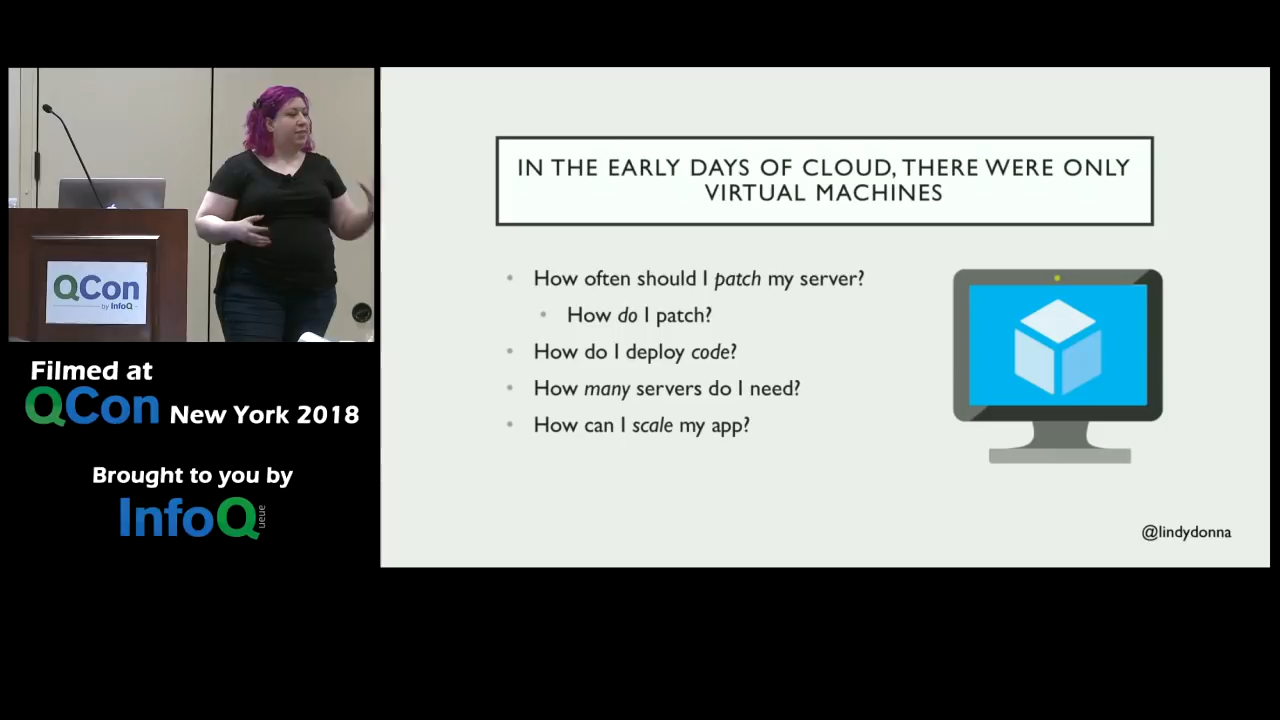 QCon
by InfoQ
Filmed at
QCon New York 2018
Brought to you by
InfoQ
ueue
IN THE EARLY DAYS OF CLOUD, THERE WERE ONLY
VIRTUAL MACHINES
How often should I patch my server?
How do I patch?
How do I deploy code?
How many servers do I need?
How can I scale my app?
@lindydonna